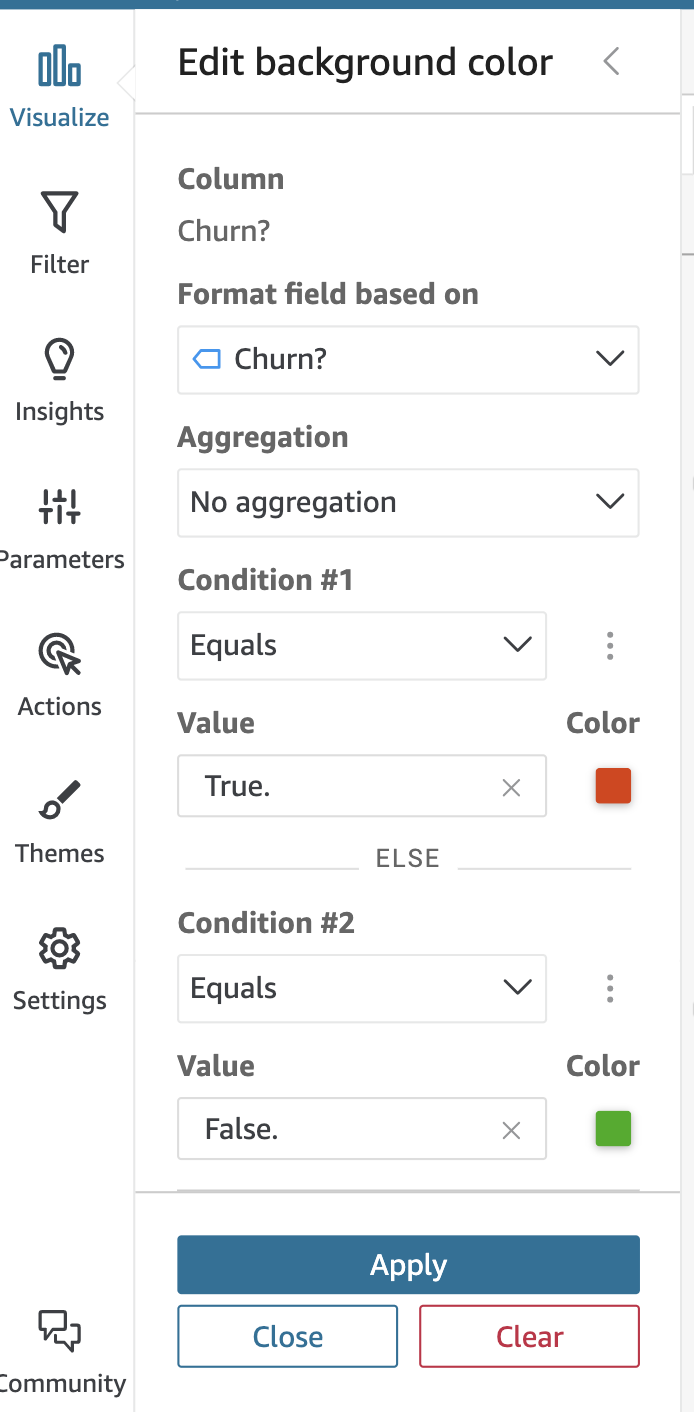 Edit background color
Visualize
Column
Churn?
Filter
Format field based on
Churn?
Insights
Aggregation
No aggregation
Parameters
Condition #1
Equals
Actions
Value Color
True.
Themes
ELSE
Condition #2
Equals
Settings
Value Color
False.
Apply
Close Clear
Community